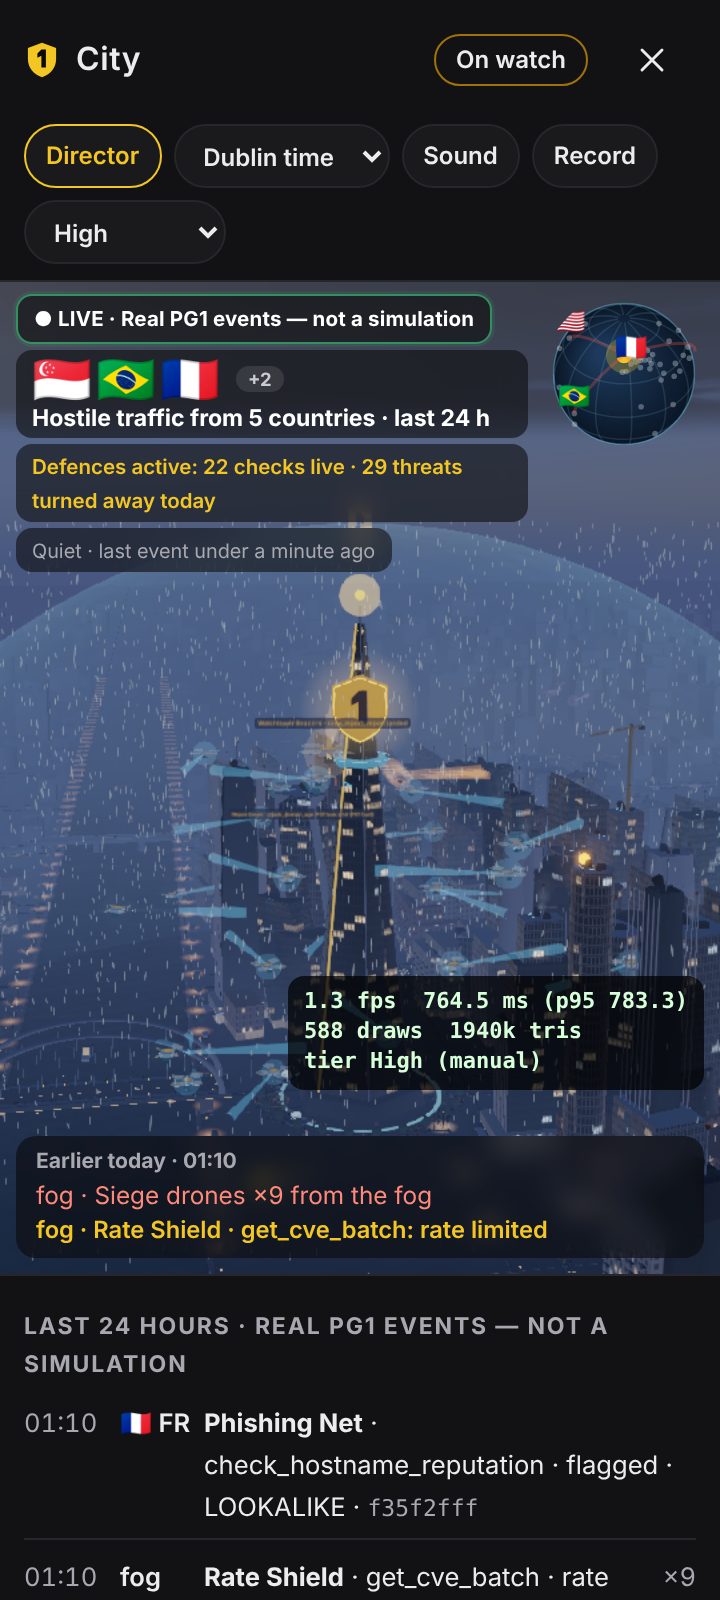 1 City
On watch
Director
Dublin time
Sound
Record
High
LIVE · Real PG1 events — not a simulation
+2
Hostile traffic from 5 countries · last 24 h
Defences active: 22 checks live · 29 threats
turned away today
Quiet · last event under a minute ago
1
1.3 fps 764.5 ms (p95 783.3)
588 draws 1940k tris
tier High (manual)
Earlier today · 01:10
fog · Siege drones ×9 from the fog
fog · Rate Shield · get_cve_batch: rate limited
LAST 24 HOURS · REAL PG1 EVENTS — NOT A
SIMULATION
01:10 FR Phishing Net ·
check_hostname_reputation · flagged ·
LOOKALIKE · f35f2fff
01:10 fog Rate Shield · get_cve_batch · rate ×9